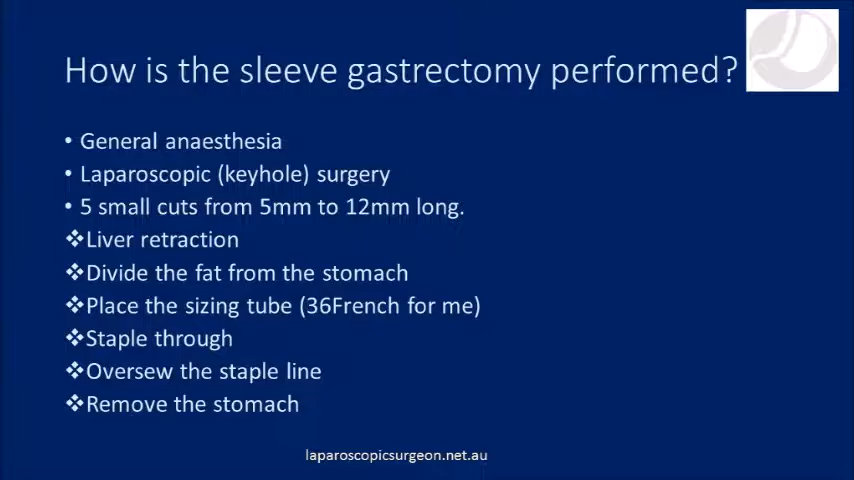 How is the sleeve gastrectomy performed?
• General anaesthesia
• Laparoscopic (keyhole) surgery
• 5 small cuts from 5mm to 12mm long.
❖Liver retraction
❖Divide the fat from the stomach
❖Place the sizing tube (36French for me)
❖Staple through
❖Oversew the staple line
❖Remove the stomach
laparoscopicsurgeon.net.au